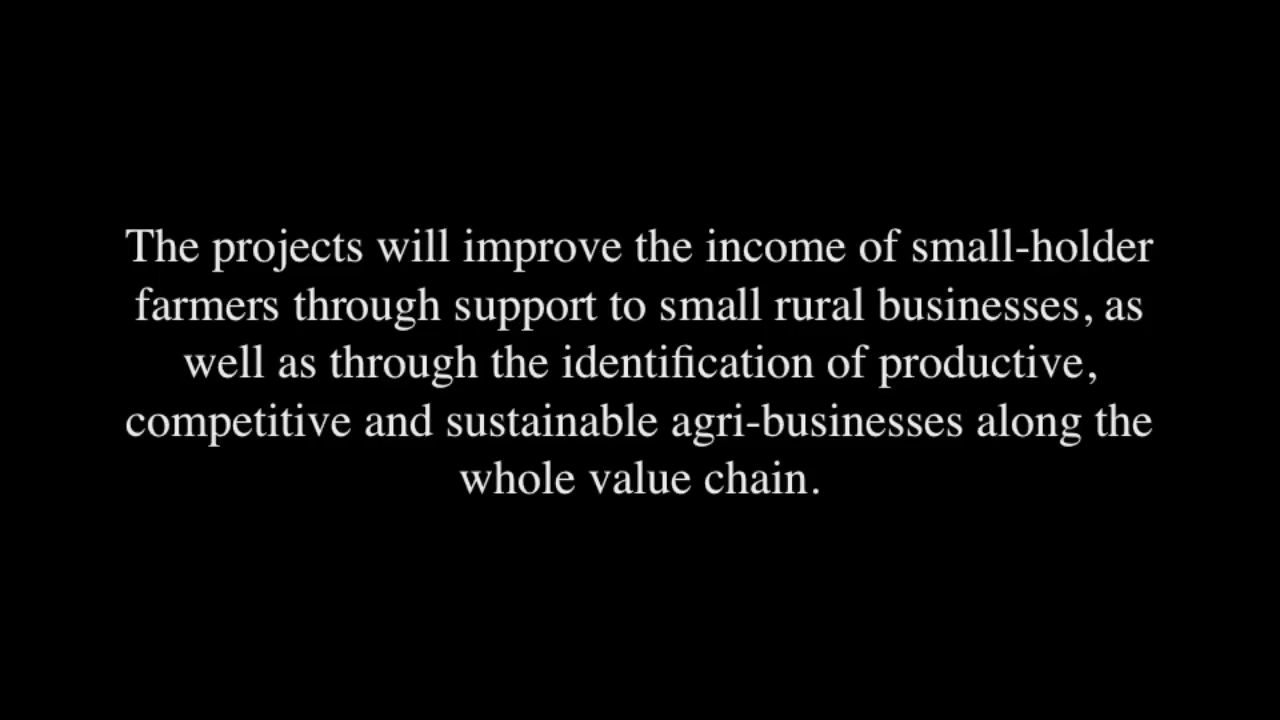 The projects will improve the income of small-holder
farmers through support to small rural businesses, as
well as through the identification of productive,
competitive and sustainable agri-businesses along the
whole value chain.